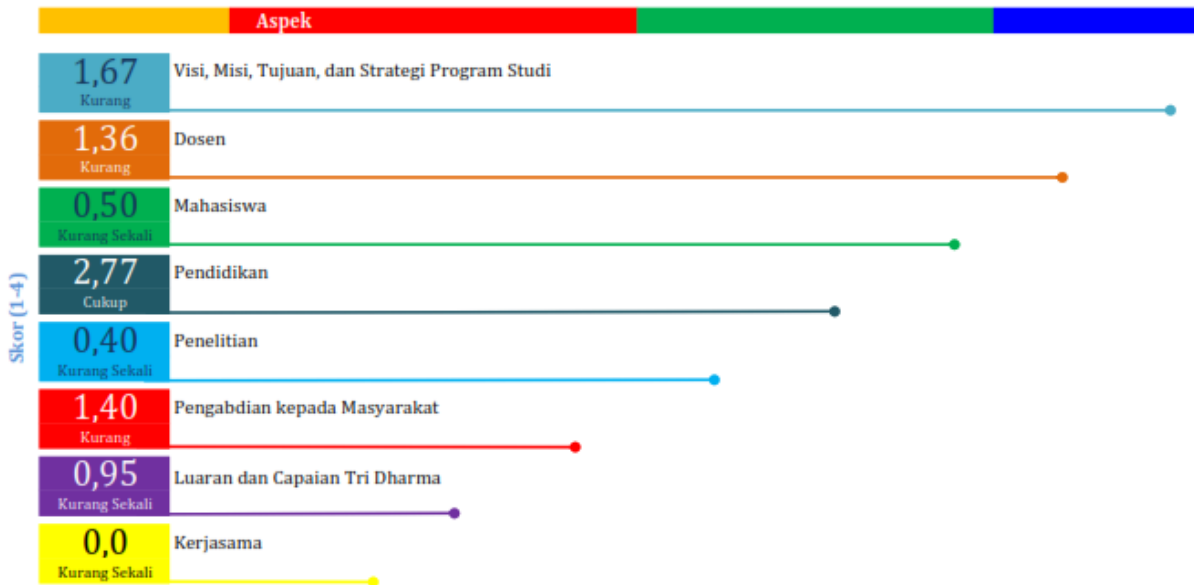 Aspek
Skor (1-4)
1,67
Kurang
Visi, Misi, Tujuan, dan Strategi Program Studi
1,36
Kurang
Dosen
0,50
Kurang Sekali
Mahasiswa
2,77
Cukup
Pendidikan
0,40
Kurang Sekali
Penelitian
1,40
Kurang
Pengabdian kepada Masyarakat
0,95
Kurang Sekali
Luaran dan Capaian Tri Dharma
0,0
Kurang Sekali
Kerjasama